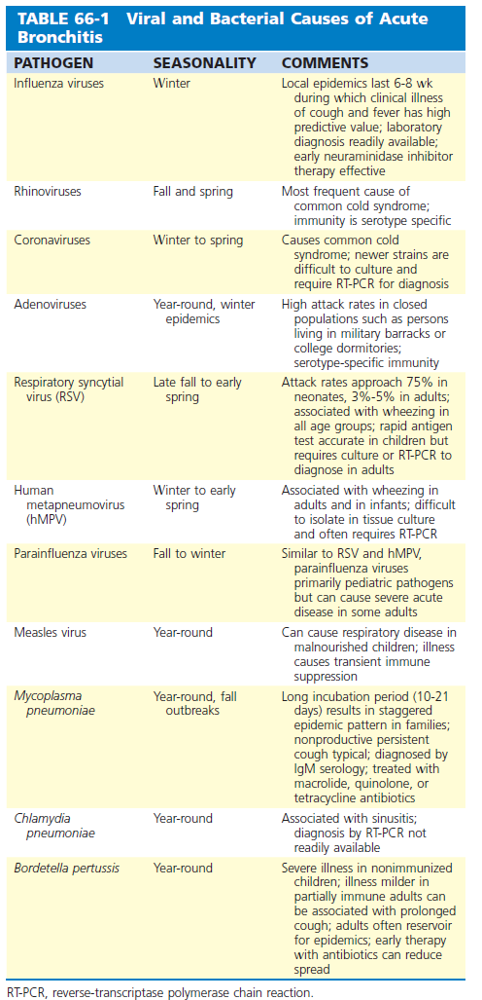 TABLE 66-1 Viral and Bacterial Causes of Acute
Bronchitis
PATHOGEN SEASONALITY COMMENTS
Influenza viruses Winter Local epidemics last 6-8 wk
during which clinical illness
of cough and fever has high
predictive value; laboratory
diagnosis readily available;
early neuraminidase inhibitor
therapy effective
Rhinoviruses Fall and spring Most frequent cause of
common cold syndrome;
immunity is serotype specific
Coronaviruses Winter to spring Causes common cold
syndrome; newer strains are
difficult to culture and
require RT-PCR for diagnosis
Adenoviruses Year-round, winter High attack rates in closed
epidemics populations such as persons
living in military barracks or
college dormitories;
serotype-specific immunity
Respiratory syncytial Late fall to early Attack rates approach 75% in
virus (RSV) spring neonates, 3%-5% in adults;
associated with wheezing in
all age groups; rapid antigen
test accurate in children but
requires culture or RT-PCR to
diagnose in adults
Human Winter to early Associated with wheezing in
metapneumovirus spring adults and in infants; difficult
(hMPV) to isolate in tissue culture
and often requires RT-PCR
Parainfluenza viruses Fall to winter Similar to RSV and hMPV,
parainfluenza viruses
primarily pediatric pathogens
but can cause severe acute
disease in some adults
Measles virus Year-round Can cause respiratory disease in
malnourished children; illness
causes transient immune
suppression
Mycoplasma Year-round, fall Long incubation period (10-21
pneumoniae outbreaks days) results in staggered
epidemic pattern in families;
nonproductive persistent
cough typical; diagnosed by
IgM serology; treated with
macrolide, quinolone, or
tetracycline antibiotics
Chlamydia Year-round Associated with sinusitis;
pneumoniae diagnosis by RT-PCR not
readily available
Bordetella pertussis Year-round Severe illness in nonimmunized
children; illness milder in
partially immune adults can
be associated with prolonged
cough; adults often reservoir
for epidemics; early therapy
with antibiotics can reduce
spread
RT-PCR, reverse-transcriptase polymerase chain reaction.